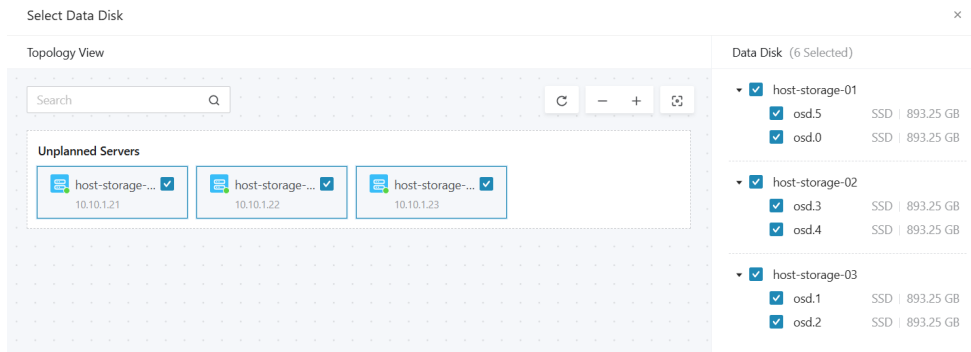 Select Data Disk
Topology View
Data Disk (6 Selected)
Search
Unplanned Servers
host-storage-...
10.10.1.21
host-storage-...
10.10.1.22
host-storage-...
10.10.1.23
host-storage-01
osd.5 SSD | 893.25 GB
osd.0 SSD | 893.25 GB
host-storage-02
osd.3 SSD | 893.25 GB
osd.4 SSD | 893.25 GB
host-storage-03
osd.1 SSD | 893.25 GB
osd.2 SSD | 893.25 GB